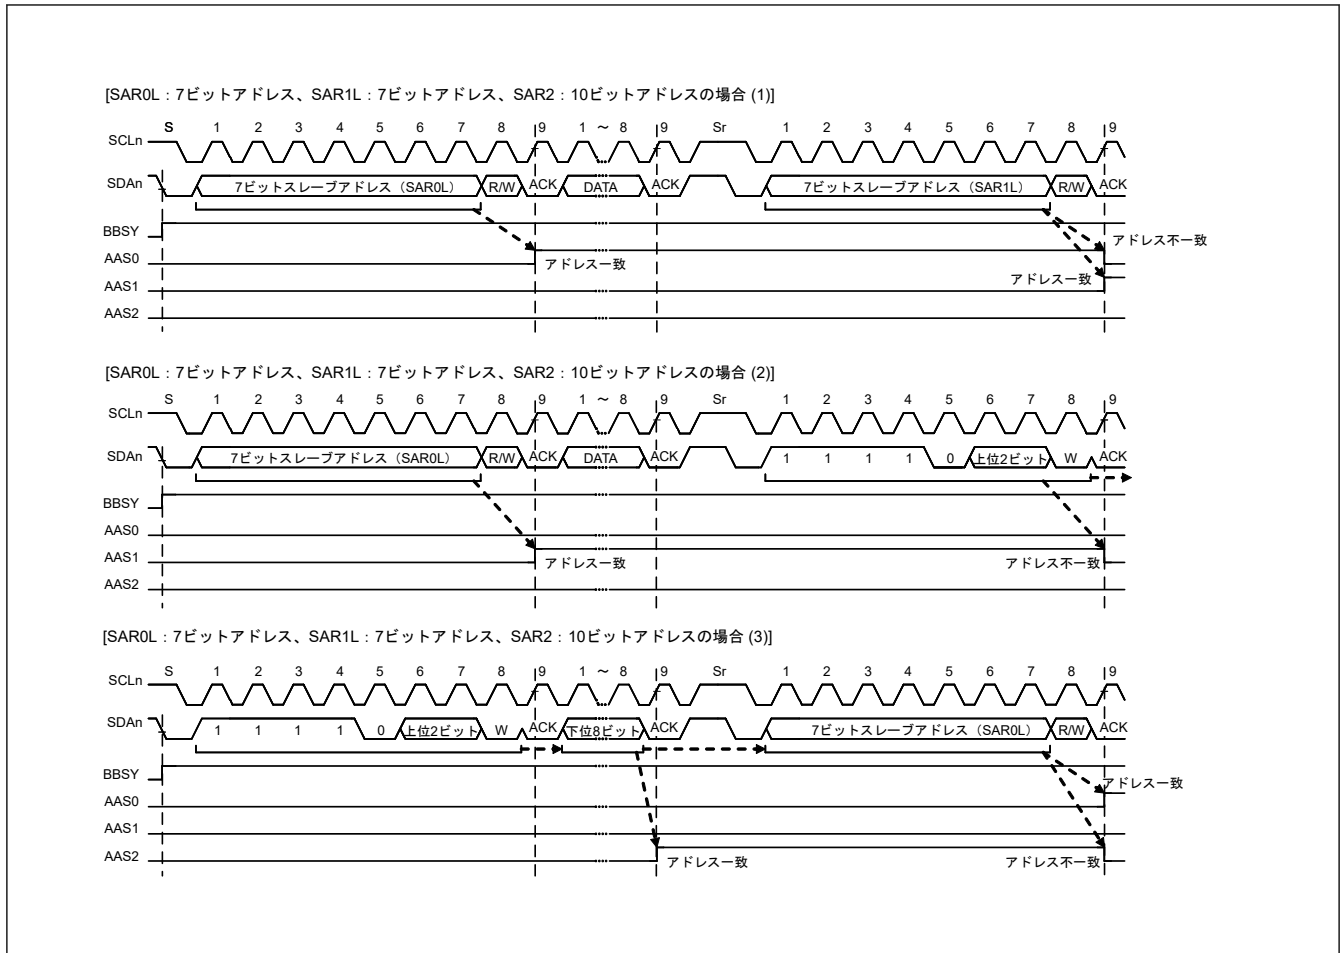 [SAR0L：7ビットアドレス、SAR1L：7ビットアドレス、SAR2：10ビットアドレスの場合 (1)]
S 1 2 3 4 5 6 7 8 9 1 ～ 8 9 Sr 1 2 3 4 5 6 7 8 9
SCLn
SDAn 7ビットスレーブアドレス（SAR0L） R/W ACK DATA ACK 7ビットスレーブアドレス（SAR1L） R/W ACK
BBSY
アドレス不一致
AAS0 アドレス一致
AAS1 アドレス一致
AAS2
[SAR0L：7ビットアドレス、SAR1L：7ビットアドレス、SAR2：10ビットアドレスの場合 (2)]
S 1 2 3 4 5 6 7 8 9 1 ～ 8 9 Sr 1 2 3 4 5 6 7 8 9
SCLn
SDAn 7ビットスレーブアドレス（SAR0L） R/W ACK DATA ACK 1 1 1 1 0 上位2ビット W ACK
BBSY
AAS0
AAS1 アドレス一致 アドレス不一致
AAS2
[SAR0L：7ビットアドレス、SAR1L：7ビットアドレス、SAR2：10ビットアドレスの場合 (3)]
S 1 2 3 4 5 6 7 8 9 1 ～ 8 9 Sr 1 2 3 4 5 6 7 8 9
SCLn
SDAn 1 1 1 1 0 上位2ビット W ACK 下位8ビット ACK 7ビットスレーブアドレス（SAR0L） R/W ACK
BBSY
アドレス一致
AAS0
AAS1
AAS2 アドレス一致 アドレス不一致